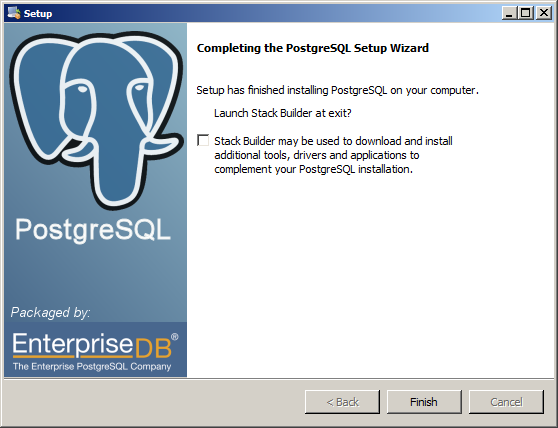 Setup
Completing the PostgreSQL Setup Wizard
Setup has finished installing PostgreSQL on your computer.
Launch Stack Builder at exit?
Stack Builder may be used to download and install
additional tools, drivers and applications to
complement your PostgreSQL installation.
PostgreSQL
Packaged by:
EnterpriseDB®
The Enterprise PostgreSQL Company
< Back
Finish
Cancel